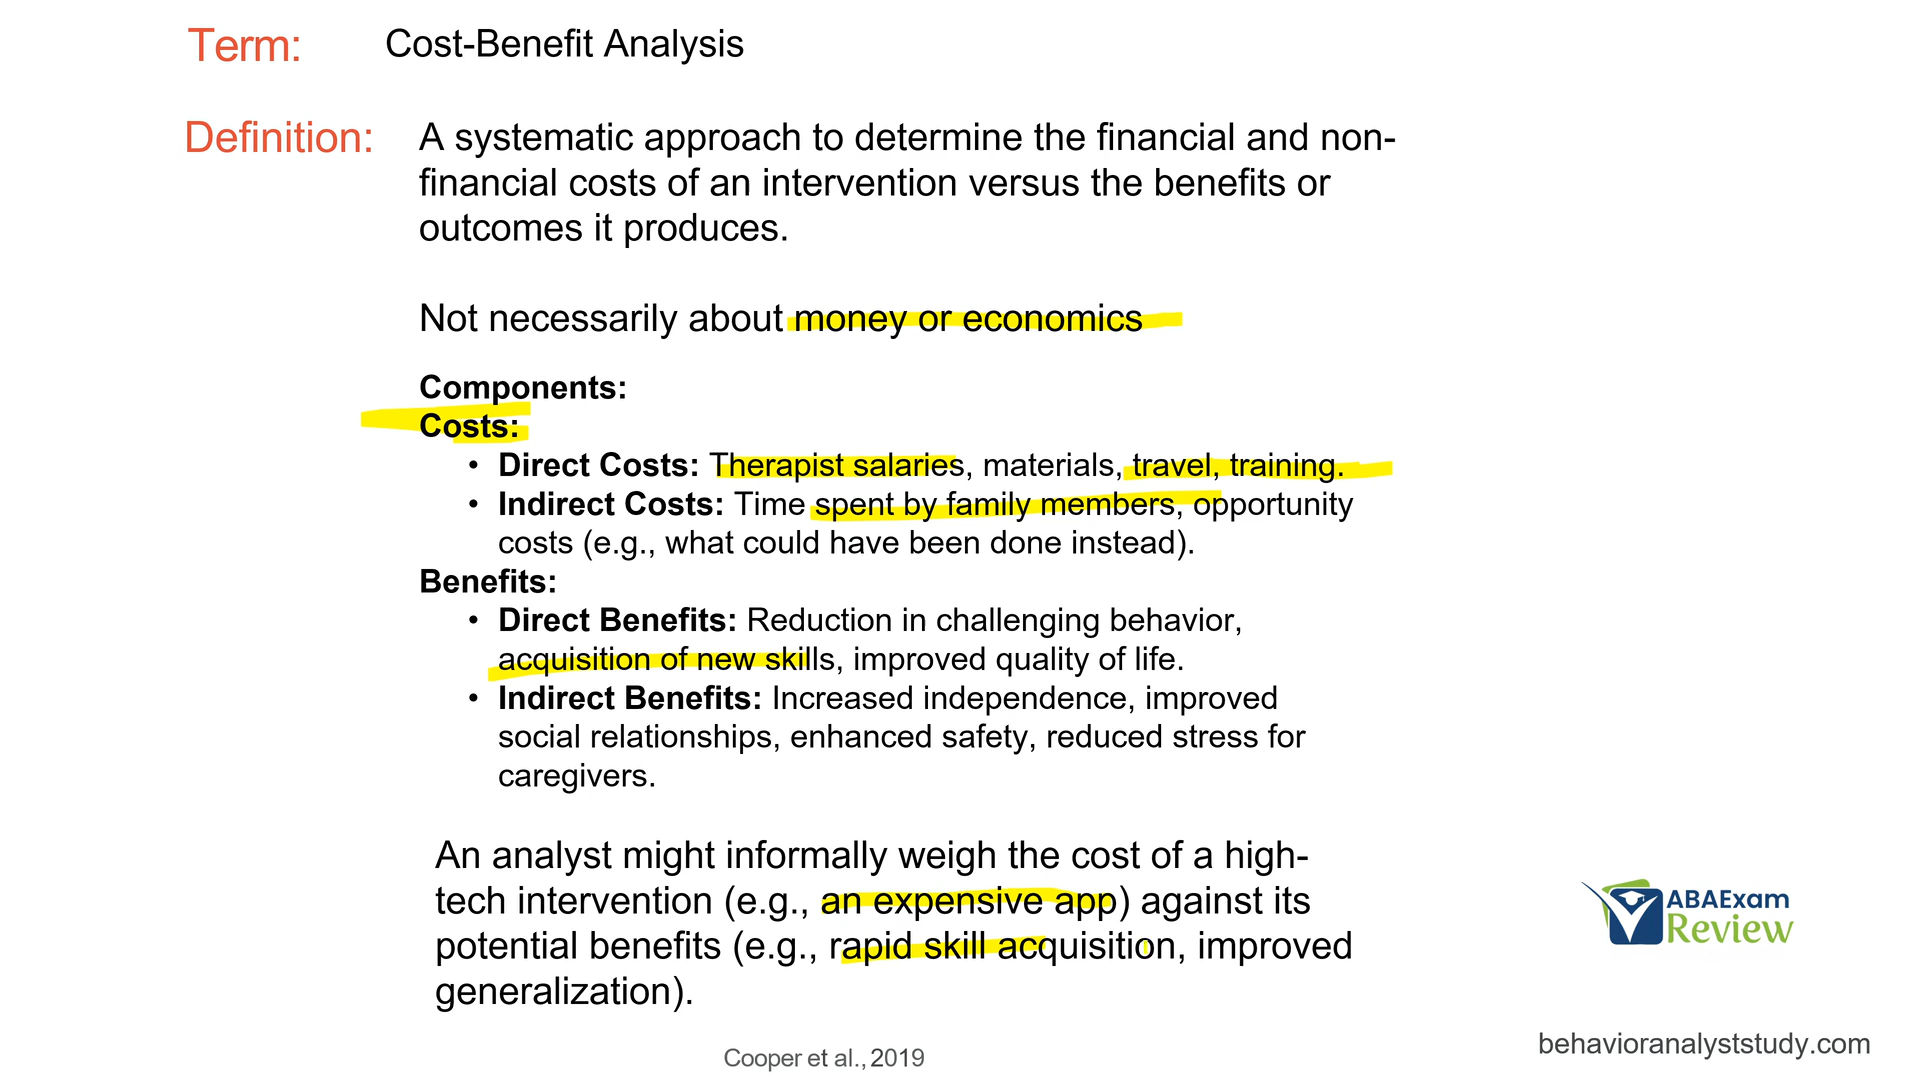 Term: Cost-Benefit Analysis
Definition: A systematic approach to determine the financial and non-
financial costs of an intervention versus the benefits or
outcomes it produces.
Not necessarily about money or economics
Components:
Costs:
• Direct Costs: Therapist salaries, materials, travel, training.
• Indirect Costs: Time spent by family members, opportunity
costs (e.g., what could have been done instead).
Benefits:
• Direct Benefits: Reduction in challenging behavior,
acquisition of new skills, improved quality of life.
• Indirect Benefits: Increased independence, improved
social relationships, enhanced safety, reduced stress for
caregivers.
An analyst might informally weigh the cost of a high-
tech intervention (e.g., an expensive app) against its
potential benefits (e.g., rapid skill acquisition, improved
generalization).
ABAExam
Review
Cooper et al., 2019
behavioranalyststudy.com